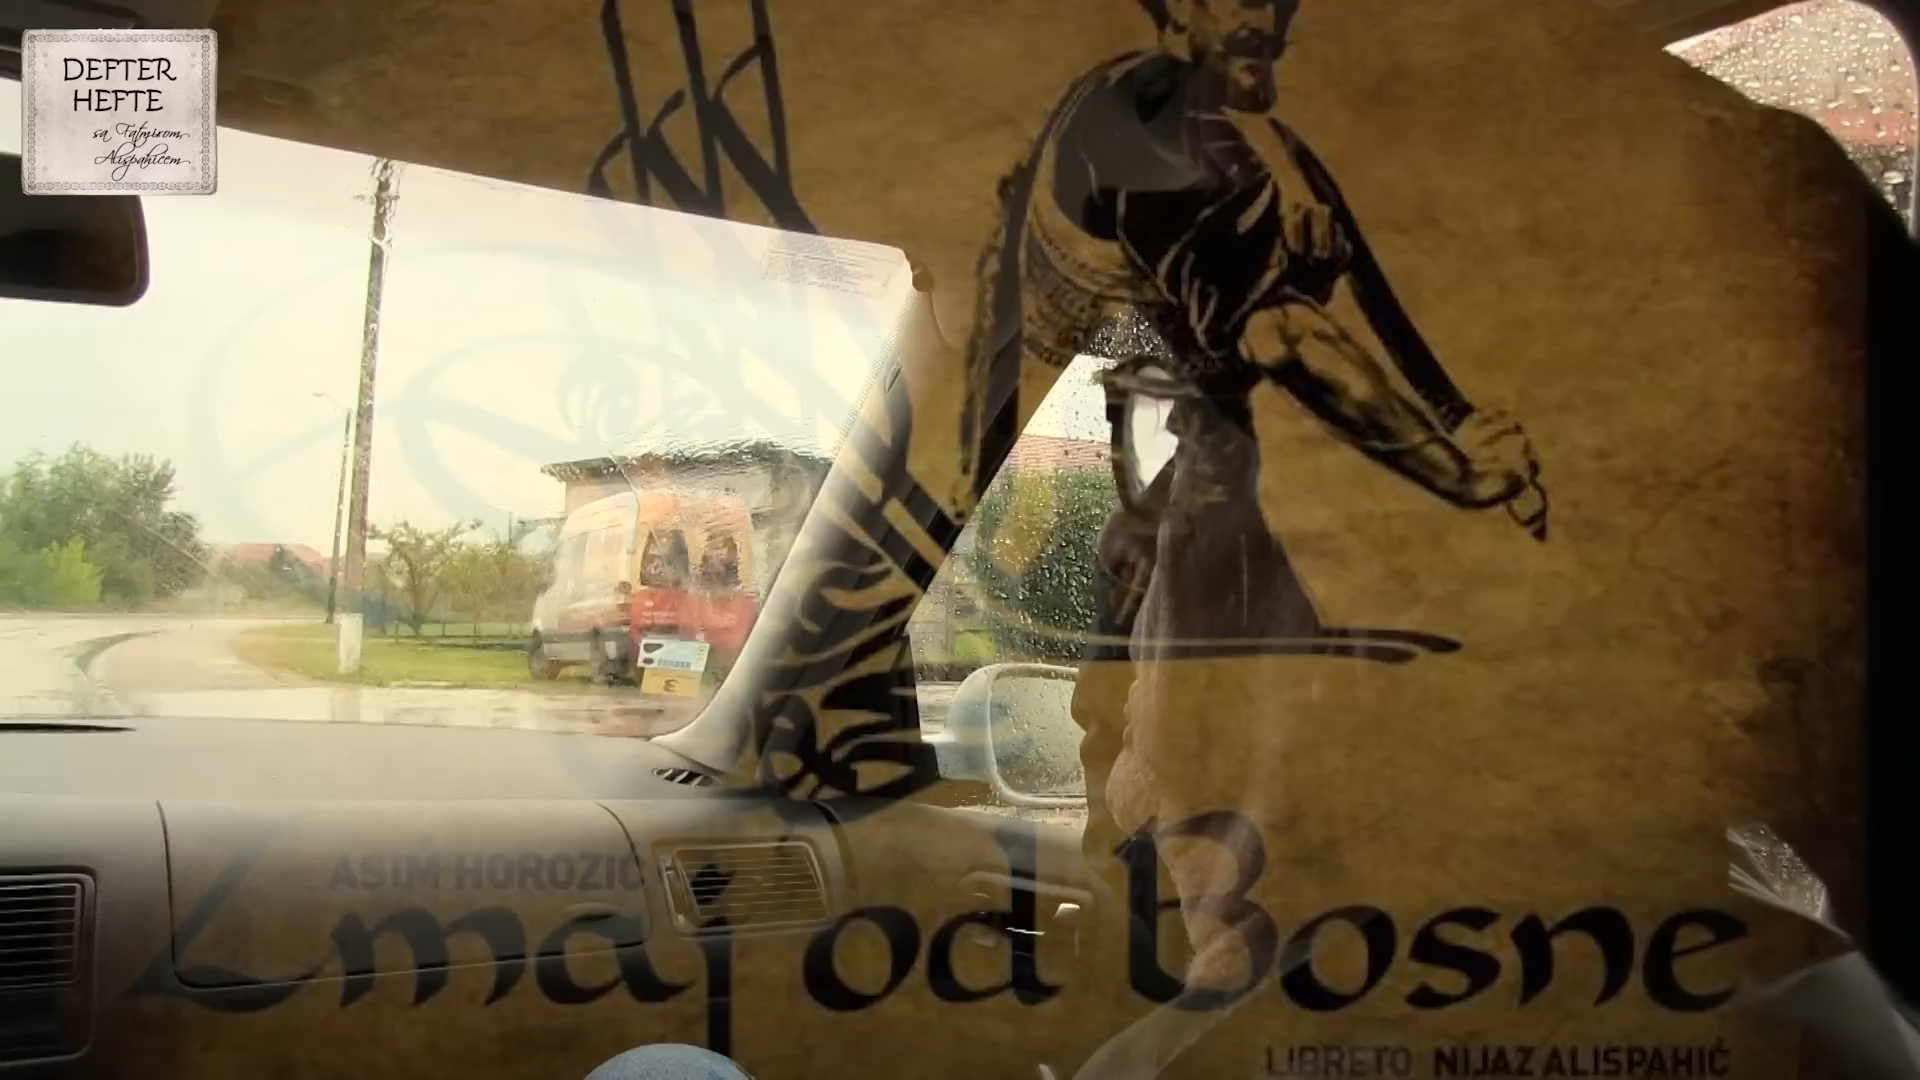 DEFTER
HEFTE
sa Fatmirom
Alispahićem
ASIM HOROZIĆ
Zmaj od Bosne
LIBRETO NIJAZ ALISPAHIĆ